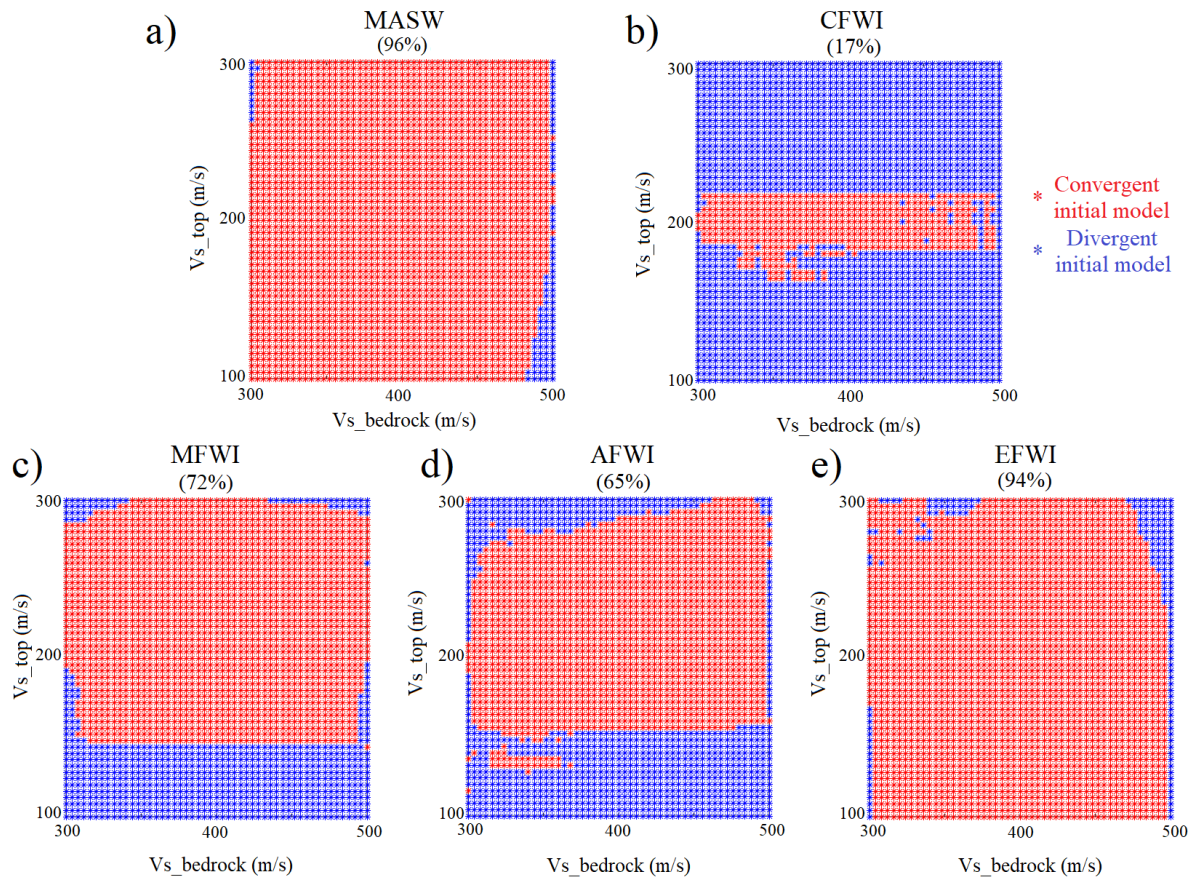 a)
MASW
(96%)
300
200
100
Vs_top (m/s)
300
400
500
Vs_bedrock (m/s)
b)
CFWI
(17%)
300
200
100
Vs_top (m/s)
300
400
500
Vs_bedrock (m/s)
* Convergent
initial model
* Divergent
initial model
c)
MFWI
(72%)
300
200
100
Vs_top (m/s)
300
400
500
Vs_bedrock (m/s)
d)
AFWI
(65%)
300
200
100
Vs_top (m/s)
300
400
500
Vs_bedrock (m/s)
e)
EFWI
(94%)
300
200
100
Vs_top (m/s)
300
400
500
Vs_bedrock (m/s)